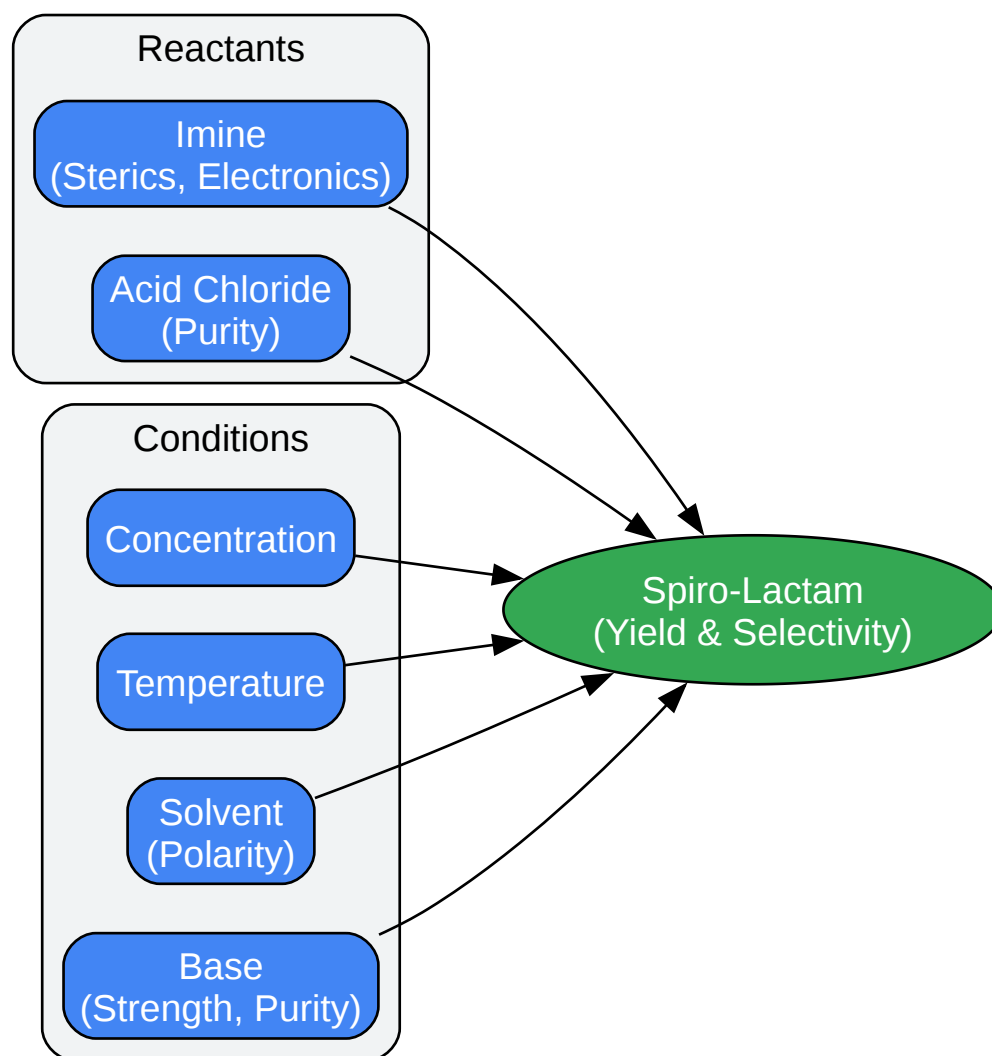 Reactants
Imine
(Sterics, Electronics)
Acid Chloride
(Purity)
Conditions
Concentration
Temperature
Solvent
(Polarity)
Base
(Strength, Purity)
Spiro-Lactam
(Yield & Selectivity)